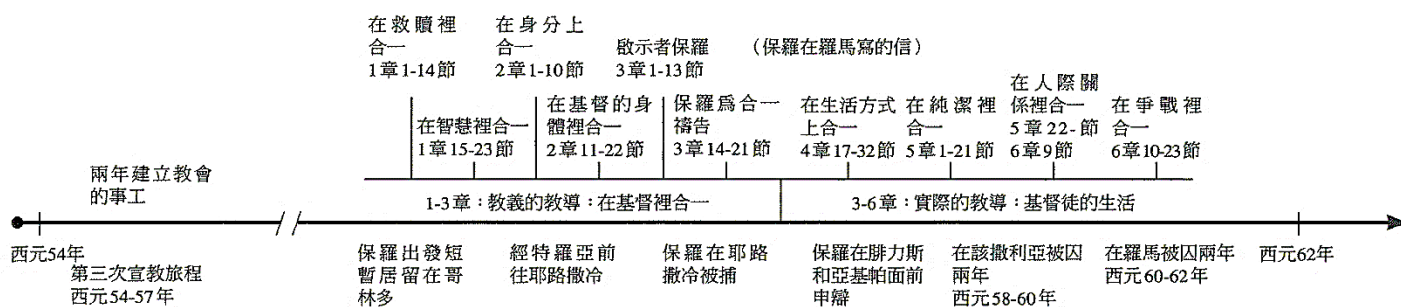 在救贖裡
合一
1章1-14節
在身分上
合一
2章1-10節
啟示者保羅
3章1-13節
（保羅在羅馬寫的信）
在智慧裡合一
1章15-23節
在基督的身
體裡合一
2章11-22節
保羅爲合一
禱告
3章14-21節
在生活方式
上合一
4章17-32節
在純潔裡
合一
5章1-21節
在人際關
係裡合一
5章22-節
6章9節
在爭戰裡
合一
6章10-23節
兩年建立教會
的事工
1-3章：教義的教導：在基督裡合一
3-6章：實際的教導：基督徒的生活
西元54年
第三次宣教旅程
西元54-57年
保羅出發短
暫居留在哥
林多
經特羅亞前
往耶路撒冷
保羅在耶路
撒冷被捕
保羅在腓力斯
和亞基帕面前
申辯
在該撒利亞被囚
兩年
西元58-60年
在羅馬被囚兩年
西元60-62年
西元62年